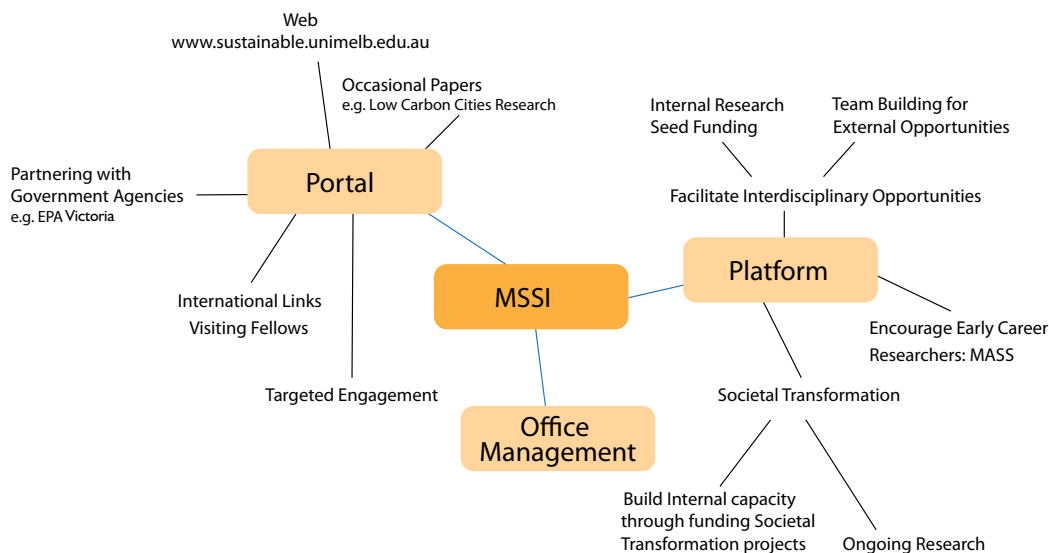 Web
www.sustainable.unimelb.edu.au
Occasional Papers
e.g. Low Carbon Cities Research
Partnering with
Government Agencies
e.g. EPA Victoria
Portal
International Links
Visiting Fellows
Targeted Engagement
MSSI
Office
Management
Internal Research
Seed Funding
Team Building for
External Opportunities
Facilitate Interdisciplinary Opportunities
Platform
Encourage Early Career
Researchers: MASS
Societal Transformation
Build Internal capacity
through funding Societal
Transformation projects
Ongoing Research